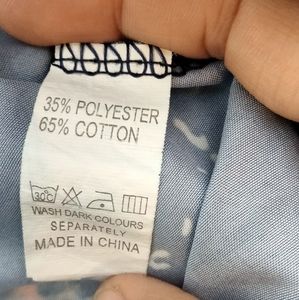 35% POLYESTER
65% COTTON
30°C
WASH DARK COLOURS
SEPARATELY
MADE IN CHINA